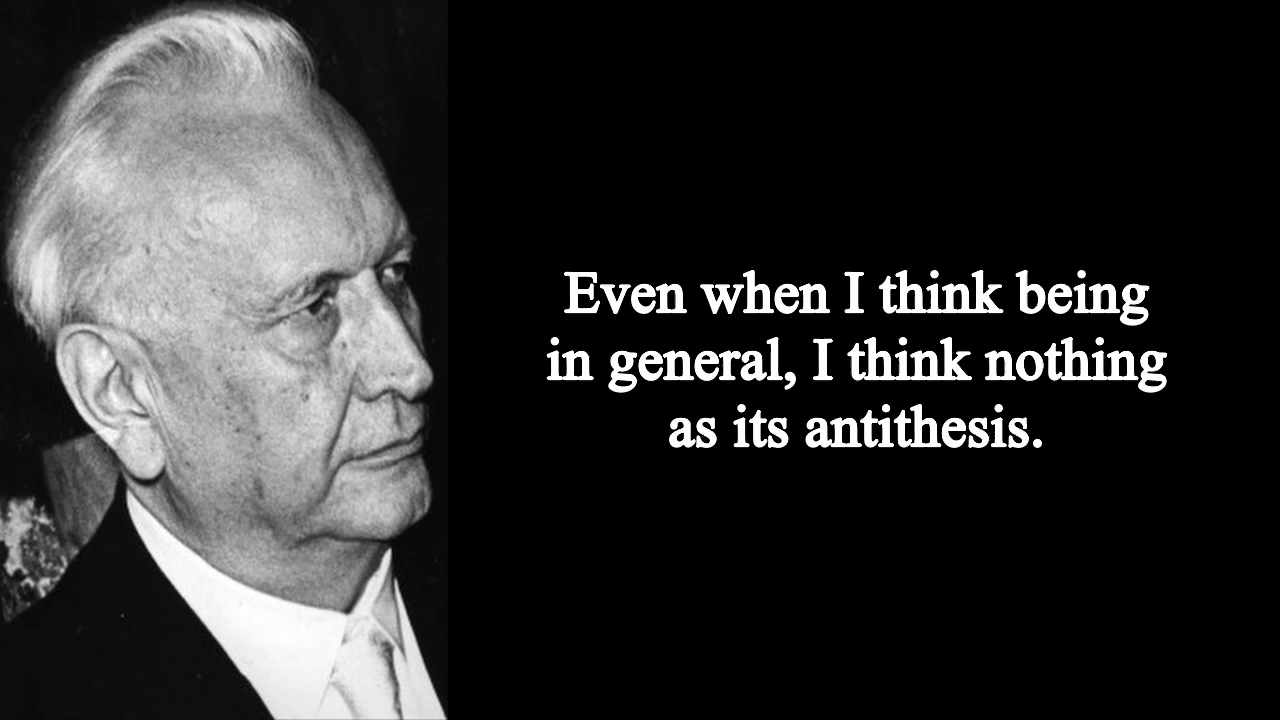 Even when I think being
in general, I think nothing
as its antithesis.